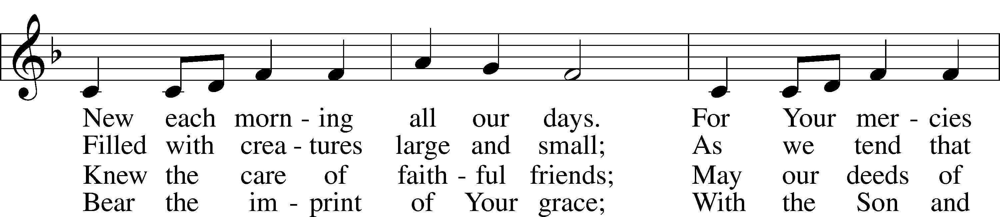 New each morn - ing all our days. For Your mer - cies
Filled with crea - tures large and small; As we tend that
Knew the care of faith - ful friends; May our deeds of
Bear the im - print of Your grace; With the Son and